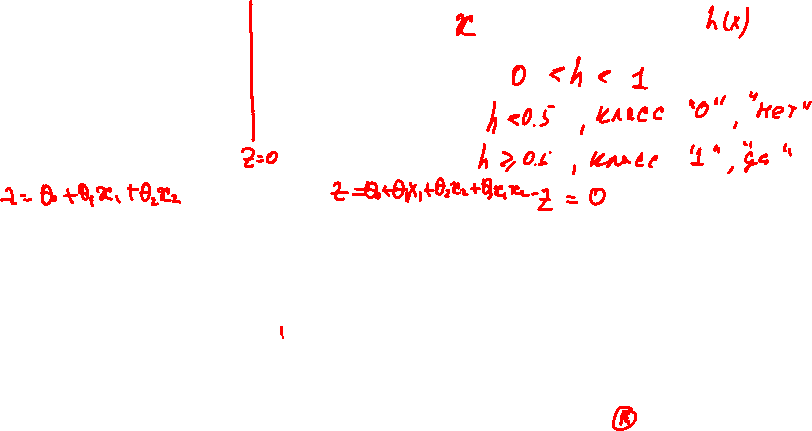 x h(x)
0 < h < 1
h < 0.5 , класс "0", "нет"
z=0
h ≥ 0.5 , класс "1", "да"
z = θ₀ + θ₁x₁ + θ₂x₂
z = θ₀ + θ₁x₁ + θ₂x₂ + θ₃x₁x₂ -
z = 0